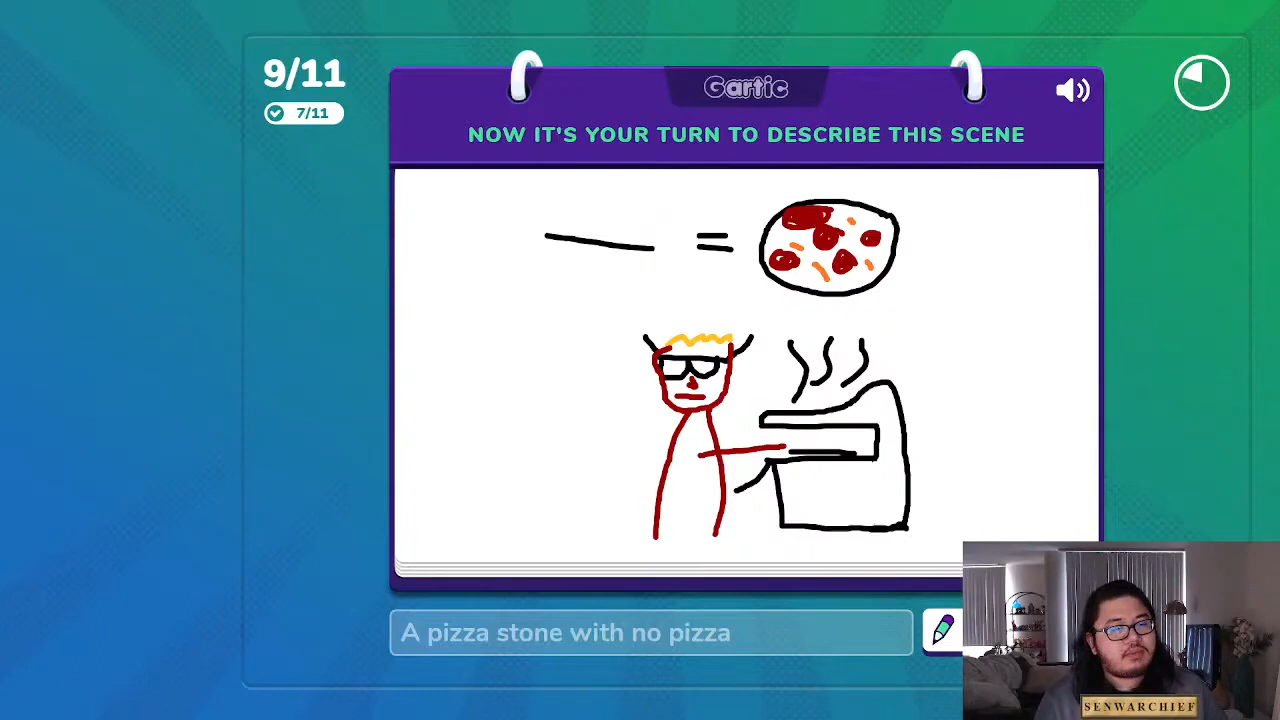 9/11
7/11
Gartic
NOW IT'S YOUR TURN TO DESCRIBE THIS SCENE
A pizza stone with no pizza
SENWARCHIEF